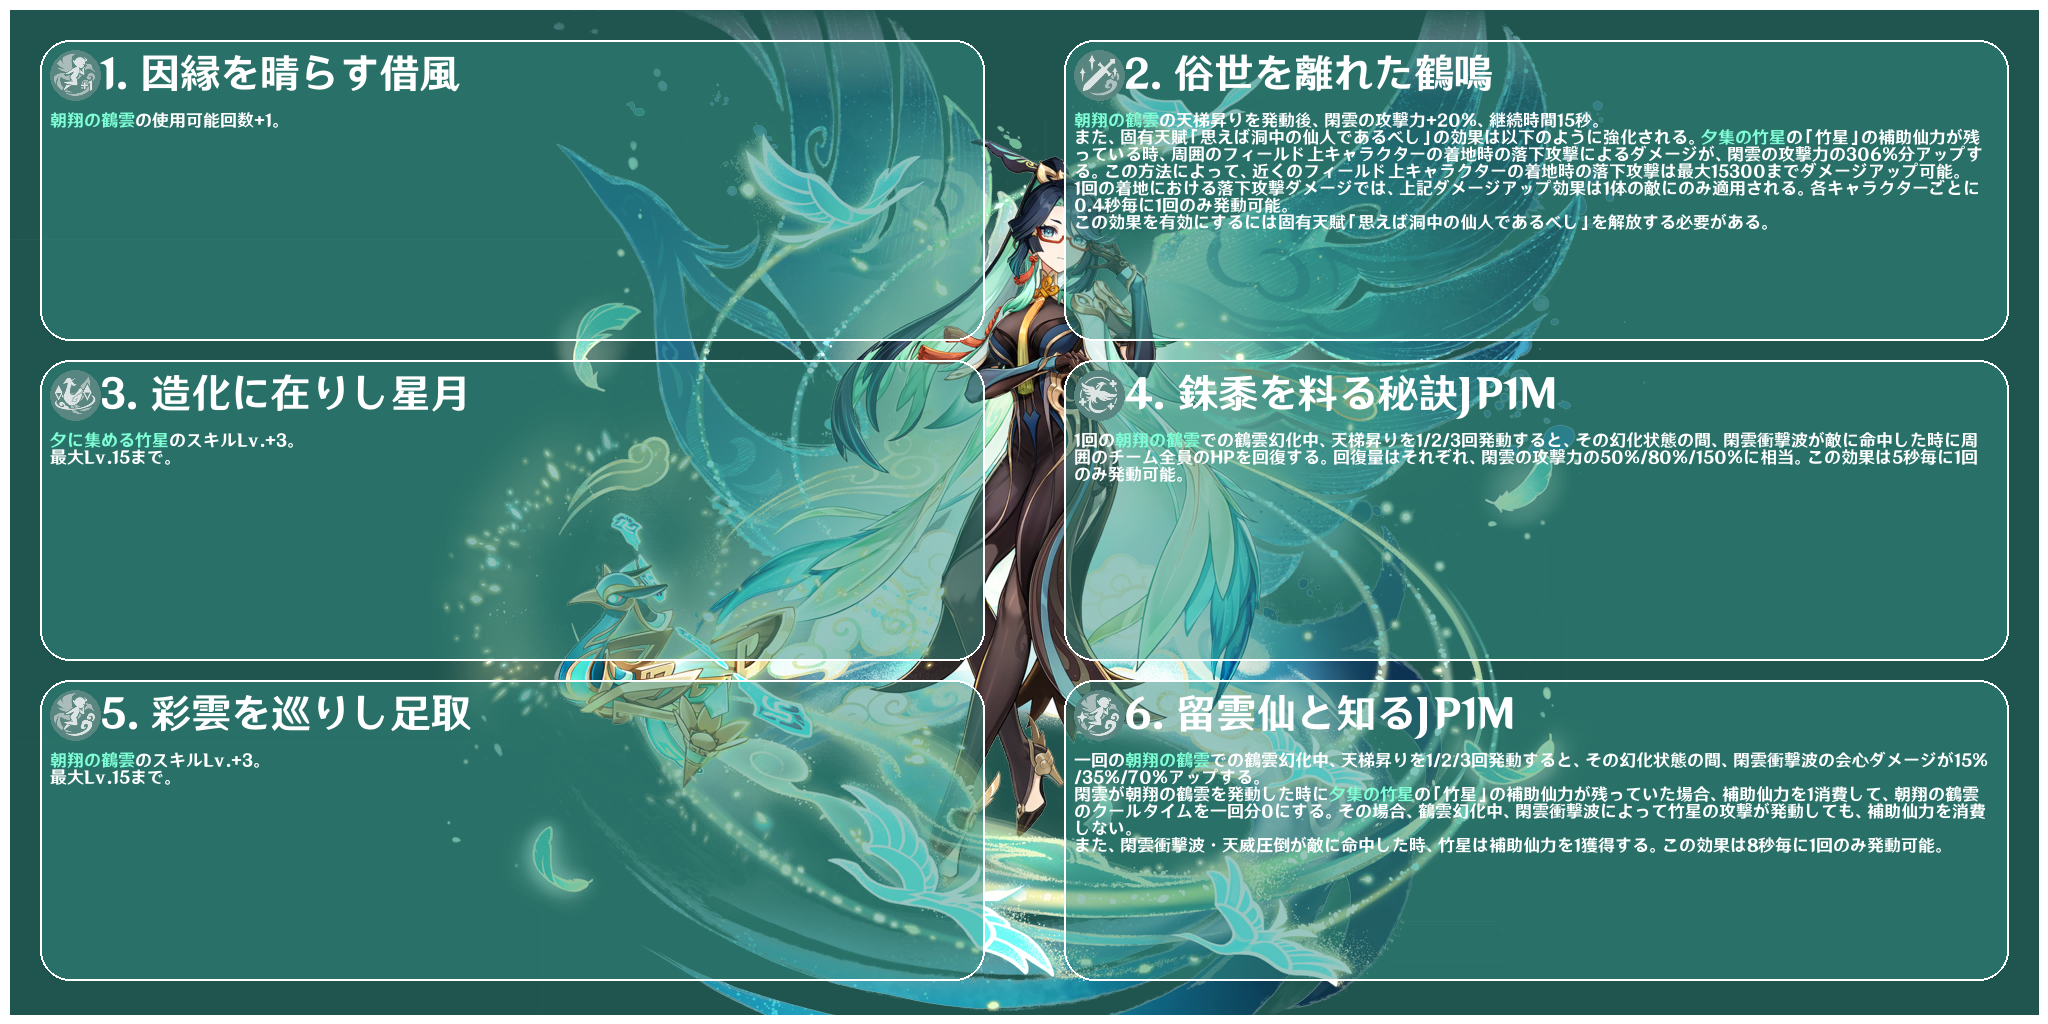 1. 因縁を晴らす借風
朝翔の鶴雲の使用可能回数+1。
2. 俗世を離れた鶴鳴
朝翔の鶴雲の天梯昇りを発動後、閑雲の攻撃力+20%、継続時間15秒。
また、固有天賦「思えば洞中の仙人であるべし」の効果は以下のように強化される。夕集の竹星の「竹星」の補助仙力が残
っている時、周囲のフィールド上キャラクターの着地時の落下攻撃によるダメージが、閑雲の攻撃力の306%分アップす
る。この方法によって、近くのフィールド上キャラクターの着地時の落下攻撃は最大15300までダメージアップ可能。
1回の着地における落下攻撃ダメージでは、上記ダメージアップ効果は1体の敵にのみ適用される。各キャラクターごとに
0.4秒毎に1回のみ発動可能。
この効果を有効にするには固有天賦「思えば洞中の仙人であるべし」を解放する必要がある。
3. 造化に在りし星月
夕に集める竹星のスキルLv.+3。
最大Lv.15まで。
4. 銖黍を料る秘訣JP1M
1回の朝翔の鶴雲での鶴雲幻化中、天梯昇りを1/2/3回発動すると、その幻化状態の間、閑雲衝撃波が敵に命中した時に周
囲のチーム全員のHPを回復する。回復量はそれぞれ、閑雲の攻撃力の50%/80%/150%に相当。この効果は5秒毎に1回
のみ発動可能。
5. 彩雲を巡りし足取
朝翔の鶴雲のスキルLv.+3。
最大Lv.15まで。
6. 留雲仙と知るJP1M
一回の朝翔の鶴雲での鶴雲幻化中、天梯昇りを1/2/3回発動すると、その幻化状態の間、閑雲衝撃波の会心ダメージが15%
/35%/70%アップする。
閑雲が朝翔の鶴雲を発動した時に夕集の竹星の「竹星」の補助仙力が残っていた場合、補助仙力を1消費して、朝翔の鶴雲
のクールタイムを一回分0にする。その場合、鶴雲幻化中、閑雲衝撃波によって竹星の攻撃が発動しても、補助仙力を消費
しない。
また、閑雲衝撃波・天威圧倒が敵に命中した時、竹星は補助仙力を1獲得する。この効果は8秒毎に1回のみ発動可能。